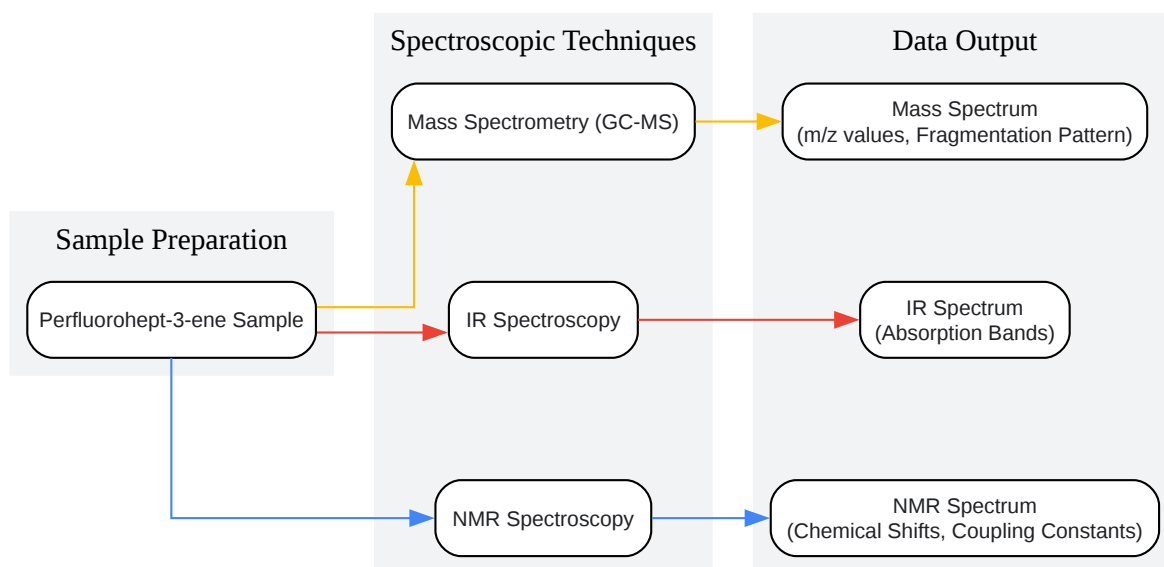 Spectroscopic Techniques
Data Output
Mass Spectrometry (GC-MS)
Mass Spectrum
(m/z values, Fragmentation Pattern)
Sample Preparation
Perfluorohept-3-ene Sample
IR Spectroscopy
IR Spectrum
(Absorption Bands)
NMR Spectroscopy
NMR Spectrum
(Chemical Shifts, Coupling Constants)